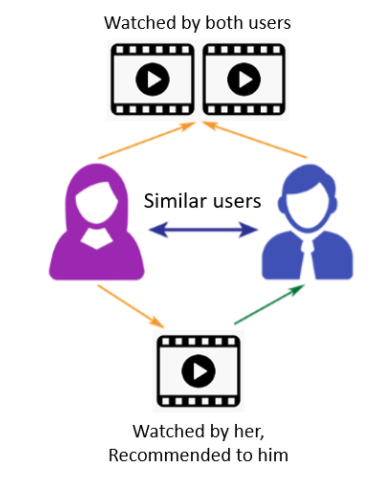 Watched by both users
Similar users
Watched by her,
Recommended to him